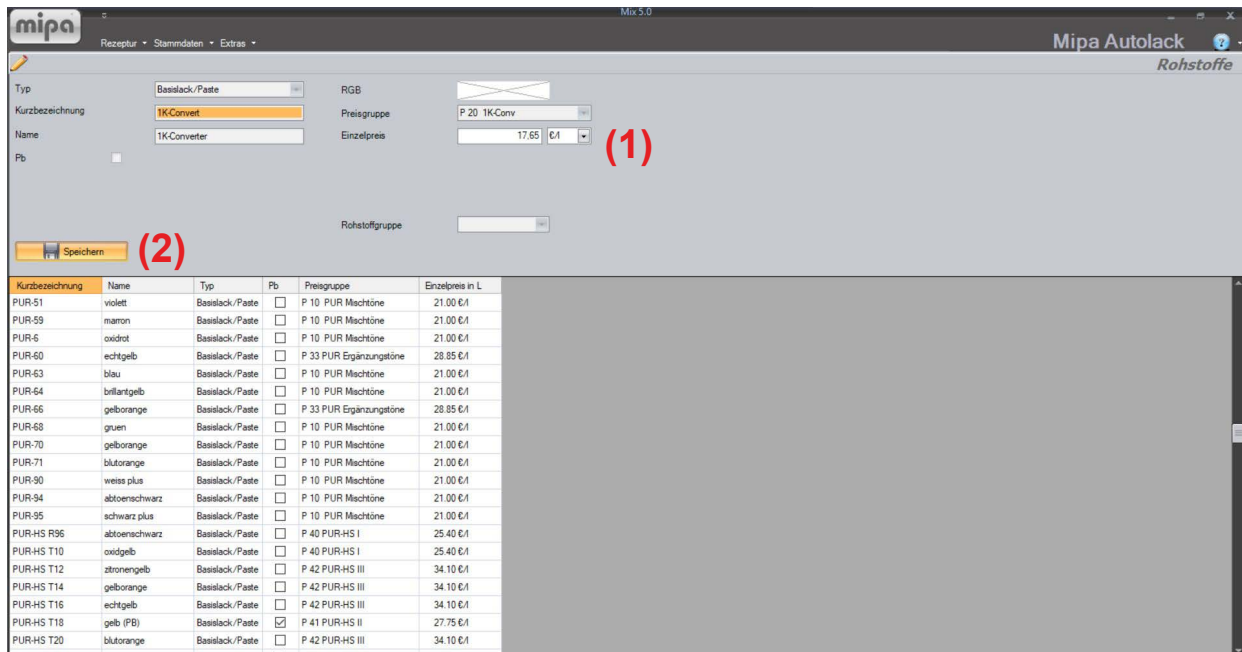 Mix 5.0
mipa
Rezeptur Stammdaten Extras
Mipa Autolack ?
Rohstoffe
Typ Basislack/Paste RGB
Kurzbezeichnung 1K-Convert Preisgruppe P 20 1K-Conv
Name 1K-Converter Einzelpreis 17,65 €/l (1)
Pb
Rohstoffgruppe
Speichern (2)
Kurzbezeichnung Name Typ Pb Preisgruppe Einzelpreis in L
PUR-51 violett Basislack/Paste P 10 PUR Mischtöne 21.00 €/l
PUR-59 marron Basislack/Paste P 10 PUR Mischtöne 21.00 €/l
PUR-6 oxidrot Basislack/Paste P 10 PUR Mischtöne 21.00 €/l
PUR-60 echtgelb Basislack/Paste P 33 PUR Ergänzungstöne 28.85 €/l
PUR-63 blau Basislack/Paste P 10 PUR Mischtöne 21.00 €/l
PUR-64 brillantgelb Basislack/Paste P 10 PUR Mischtöne 21.00 €/l
PUR-66 gelborange Basislack/Paste P 33 PUR Ergänzungstöne 28.85 €/l
PUR-68 gruen Basislack/Paste P 10 PUR Mischtöne 21.00 €/l
PUR-70 gelborange Basislack/Paste P 10 PUR Mischtöne 21.00 €/l
PUR-71 blutorange Basislack/Paste P 10 PUR Mischtöne 21.00 €/l
PUR-90 weiss plus Basislack/Paste P 10 PUR Mischtöne 21.00 €/l
PUR-94 abtoenschwarz Basislack/Paste P 10 PUR Mischtöne 21.00 €/l
PUR-95 schwarz plus Basislack/Paste P 10 PUR Mischtöne 21.00 €/l
PUR-HS R96 abtoenschwarz Basislack/Paste P 40 PUR-HS I 25.40 €/l
PUR-HS T10 oxidgelb Basislack/Paste P 40 PUR-HS I 25.40 €/l
PUR-HS T12 zitronengelb Basislack/Paste P 42 PUR-HS III 34.10 €/l
PUR-HS T14 gelborange Basislack/Paste P 42 PUR-HS III 34.10 €/l
PUR-HS T16 echtgelb Basislack/Paste P 42 PUR-HS III 34.10 €/l
PUR-HS T18 gelb (PB) Basislack/Paste P 41 PUR-HS II 27.75 €/l
PUR-HS T20 blutorange Basislack/Paste P 42 PUR-HS III 34.10 €/l